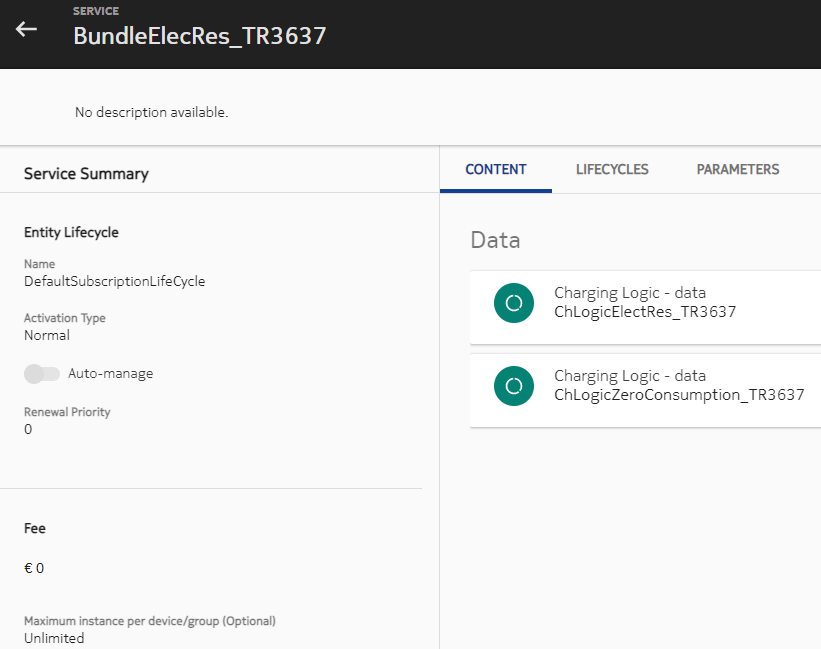 SERVICE
BundleElecRes_TR3637
No description available.
Service Summary
Entity Lifecycle
Name
DefaultSubscriptionLifeCycle
Activation Type
Normal
Auto-manage
Renewal Priority
0
Fee
€ 0
Maximum instance per device/group (Optional)
Unlimited
CONTENT LIFECYCLES PARAMETERS
Data
Charging Logic - data
ChLogicElectRes_TR3637
Charging Logic - data
ChLogicZeroConsumption_TR3637